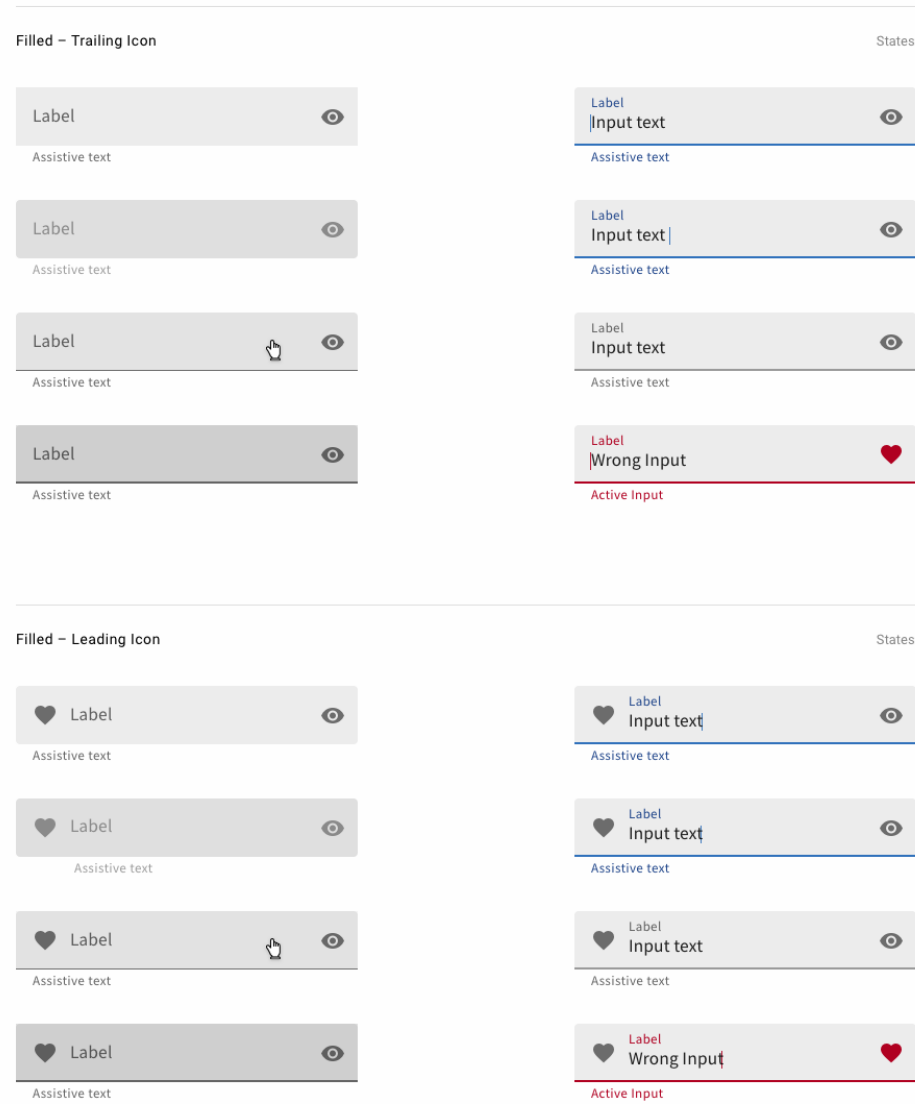 Filled – Trailing Icon
States
Label
Assistive text
Label
Input text
Assistive text
Label
Assistive text
Label
Input text
Assistive text
Label
Assistive text
Label
Input text
Assistive text
Label
Assistive text
Label
Wrong Input
Active Input
Filled – Leading Icon
States
Label
Assistive text
Label
Input text
Assistive text
Label
Assistive text
Label
Input text
Assistive text
Label
Assistive text
Label
Input text
Assistive text
Label
Assistive text
Label
Wrong Input
Active Input